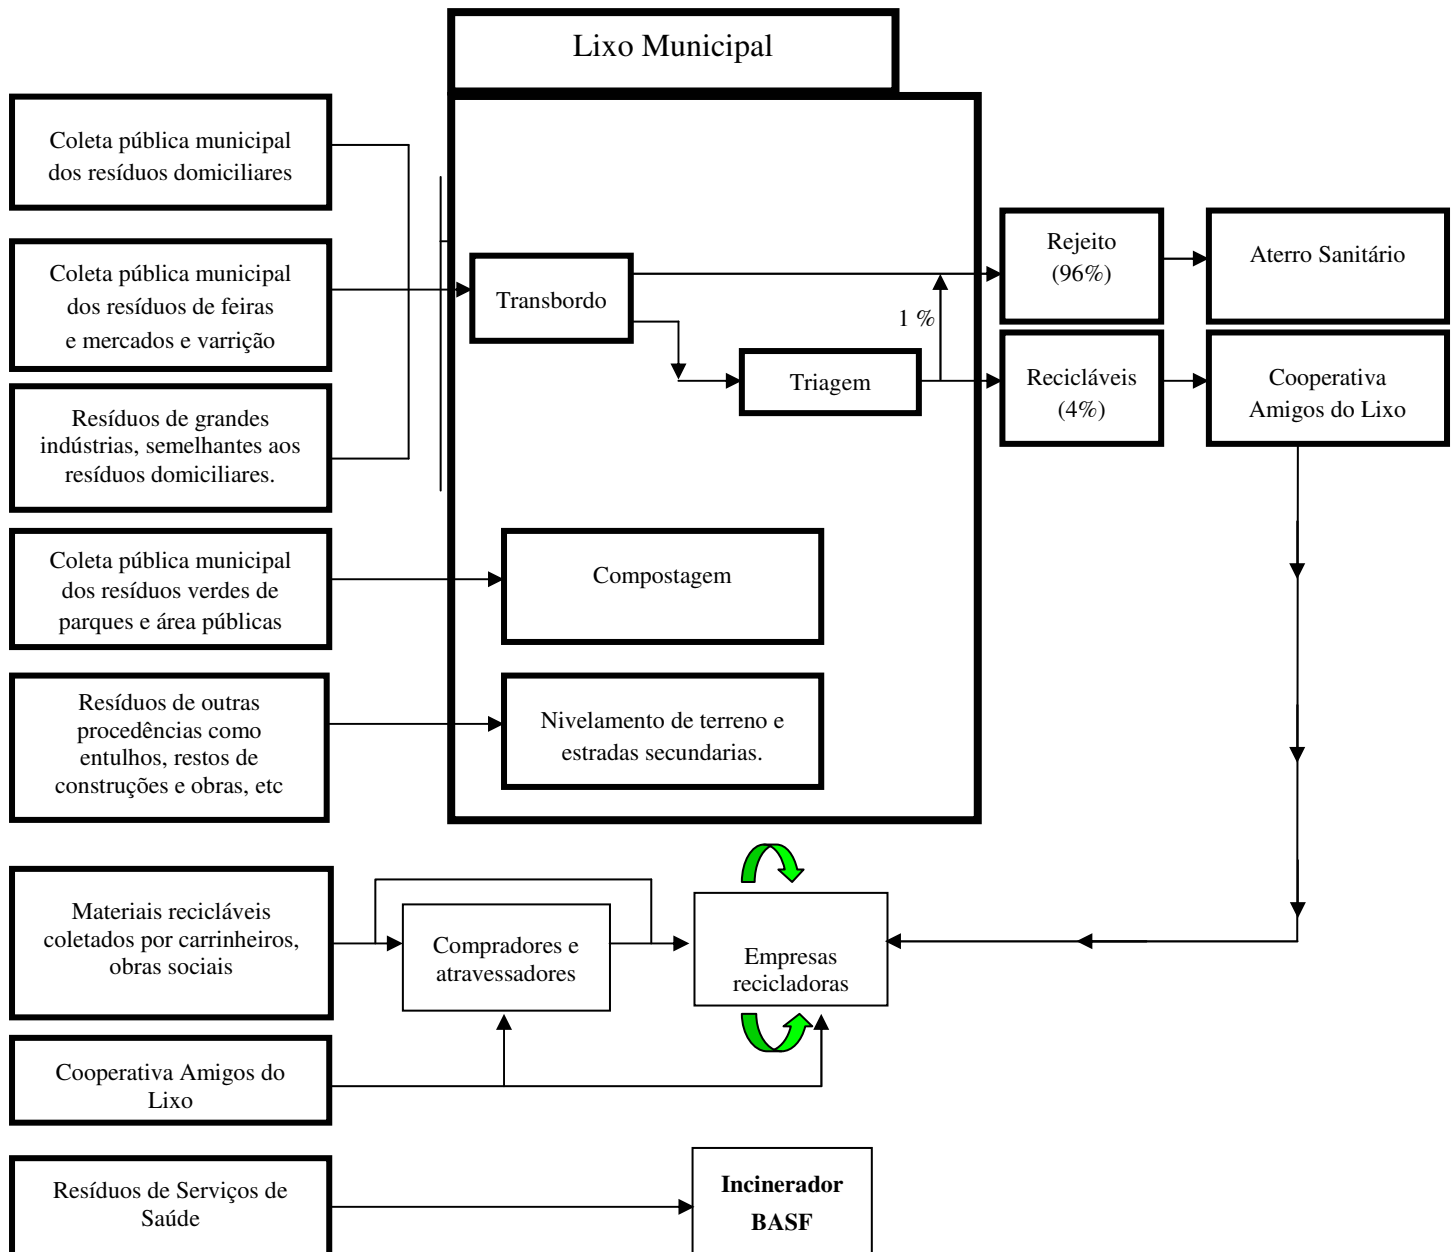 Lixo Municipal
Coleta pública municipal
dos resíduos domiciliares
Coleta pública municipal
dos resíduos de feiras
e mercados e varrição
Transbordo
Rejeito
(96%)
Aterro Sanitário
1 %
Triagem
Recicláveis
(4%)
Cooperativa
Amigos do Lixo
Resíduos de grandes
indústrias, semelhantes aos
resíduos domiciliares.
Coleta pública municipal
dos resíduos verdes de
parques e área públicas
Compostagem
Resíduos de outras
procedências como
entulhos, restos de
construções e obras, etc
Nivelamento de terreno e
estradas secundarias.
Materiais recicláveis
coletados por carrinheiros,
obras sociais
Compradores e
atravessadores
Empresas
recicladoras
Cooperativa Amigos do
Lixo
Resíduos de Serviços de
Saúde
Incinerador
BASF